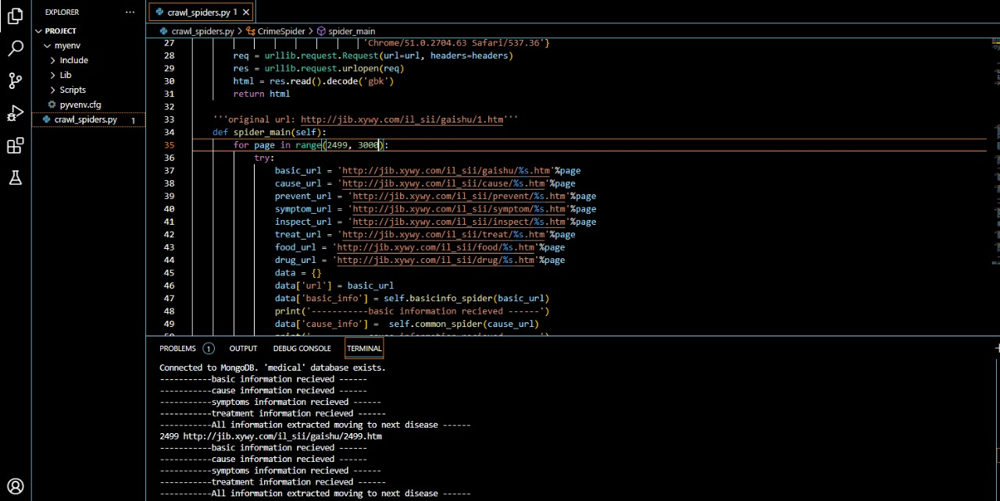 EXPLORER ...
PROJECT
myenv
Include
Lib
Scripts
pyvenv.cfg
crawl_spiders.py 1
crawl_spiders.py 1
crawl_spiders.py > CrimeSpider > spider_main
27 'Chrome/51.0.2704.63 Safari/537.36'}
28 req = urllib.request.Request(url=url, headers=headers)
29 res = urllib.request.urlopen(req)
30 html = res.read().decode('gbk')
31 return html
32
33 '''original url: http://jib.xywy.com/il_sii/gaishu/1.htm'''
34 def spider_main(self):
35 for page in range(2499, 3000):
36 try:
37 basic_url = 'http://jib.xywy.com/il_sii/gaishu/%s.htm'%page
38 cause_url = 'http://jib.xywy.com/il_sii/cause/%s.htm'%page
39 prevent_url = 'http://jib.xywy.com/il_sii/prevent/%s.htm'%page
40 symptom_url = 'http://jib.xywy.com/il_sii/symptom/%s.htm'%page
41 inspect_url = 'http://jib.xywy.com/il_sii/inspect/%s.htm'%page
42 treat_url = 'http://jib.xywy.com/il_sii/treat/%s.htm'%page
43 food_url = 'http://jib.xywy.com/il_sii/food/%s.htm'%page
44 drug_url = 'http://jib.xywy.com/il_sii/drug/%s.htm'%page
45 data = {}
46 data['url'] = basic_url
47 data['basic_info'] = self.basicinfo_spider(basic_url)
48 print('-----------basic information recieved ------')
49 data['cause_info'] =  self.common_spider(cause_url)
PROBLEMS 1 OUTPUT DEBUG CONSOLE TERMINAL
Connected to MongoDB. 'medical' database exists.
-----------basic information recieved ------
-----------cause information recieved ------
-----------symptoms information recieved ------
-----------treatment information recieved ------
-----------All information extracted moving to next disease ------
2499 http://jib.xywy.com/il_sii/gaishu/2499.htm
-----------basic information recieved ------
-----------cause information recieved ------
-----------symptoms information recieved ------
-----------treatment information recieved ------
-----------All information extracted moving to next disease ------